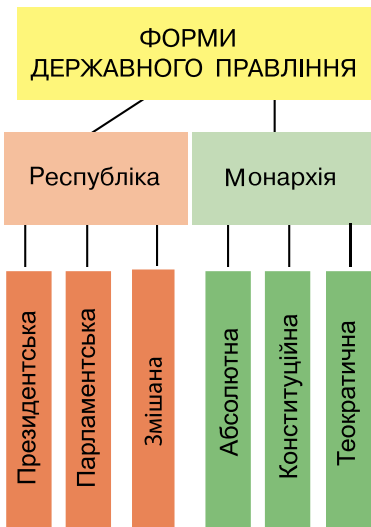 ФОРМИ
ДЕРЖАВНОГО ПРАВЛІННЯ
Республіка
Монархія
Президентська
Парламентська
Змішана
Абсолютна
Конституційна
Теократична